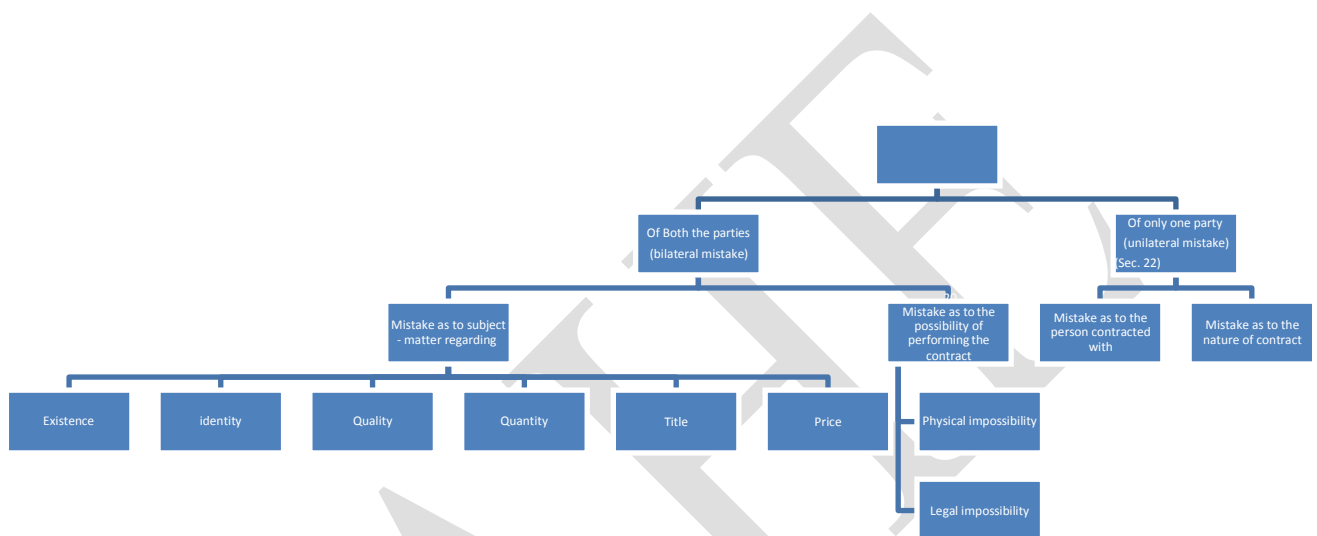 Of Both the parties
(bilateral mistake)
Of only one party
(unilateral mistake)
(Sec. 22)
Mistake as to subject
- matter regarding
Mistake as to the
possibility of
performing the
contract
Mistake as to the
person contracted
with
Mistake as to the
nature of contract
Existence
identity
Quality
Quantity
Title
Price
Physical impossibility
Legal impossibility